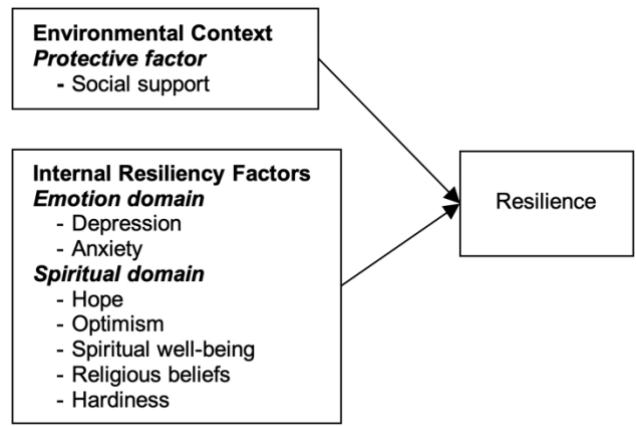 Environmental Context
Protective factor
- Social support
Internal Resiliency Factors
Emotion domain
- Depression
- Anxiety
Spiritual domain
- Hope
- Optimism
- Spiritual well-being
- Religious beliefs
- Hardiness
Resilience